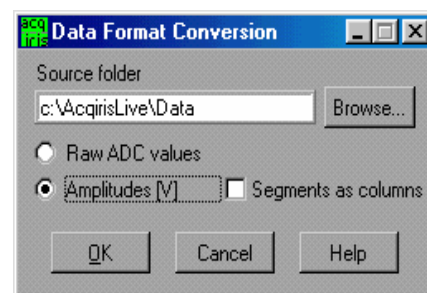 acq
iris Data Format Conversion
Source folder
c:\AcqirisLive\Data Browse...
Raw ADC values
Amplitudes [V] Segments as columns
OK Cancel Help